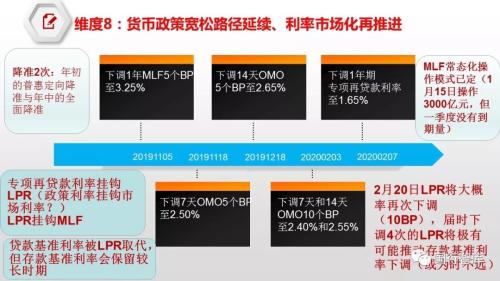 维度8：货币政策宽松路径延续、利率市场化再推进
降准2次：年初
的普惠定向降
准与年中的全
面降准
下调1年MLF5个BP
至3.25%
下调14天OMO
5个BP至2.65%
下调1年期
专项再贷款利率
至1.65%
MLF常态化操
作模式已定（1
月15日操作
3000亿元，但
一季度没有到
期量）
20191105
20191118
20191218
20200203
20200207
专项再贷款利率挂钩
LPR（政策利率挂钩市
场利率？）
LPR挂钩MLF
贷款基准利率被LPR取代，
但存款基准利率会保留较
长时期
下调7天OMO5个BP
至2.50%
下调7天和14天
OMO10个BP
至2.40%和2.55%
2月20日LPR将大概
率再次下调
（10BP），届时下
调4次的LPR将极有
可能推动存款基准利
率下调（或为时不远）